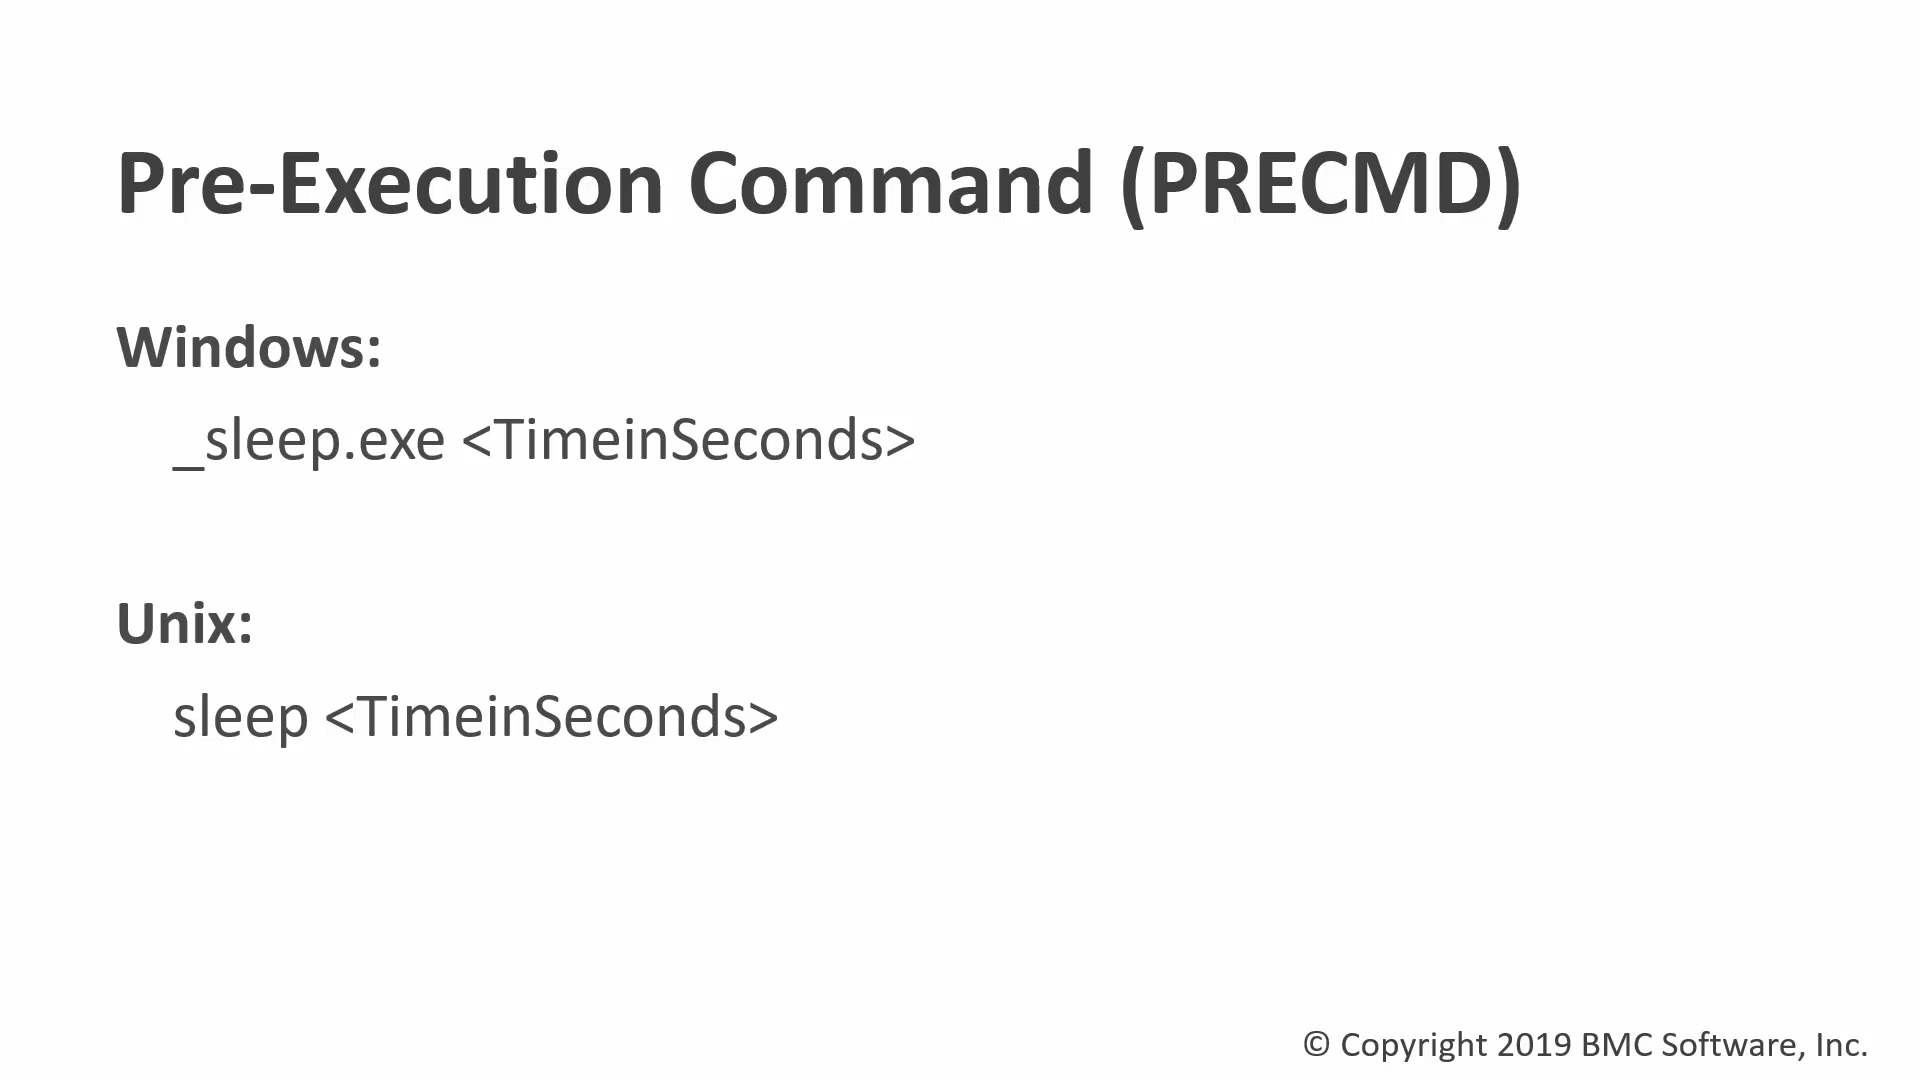 Pre-Execution Command (PRECMD)
Windows:
_sleep.exe <TimeinSeconds>
Unix:
sleep <TimeinSeconds>
© Copyright 2019 BMC Software, Inc.